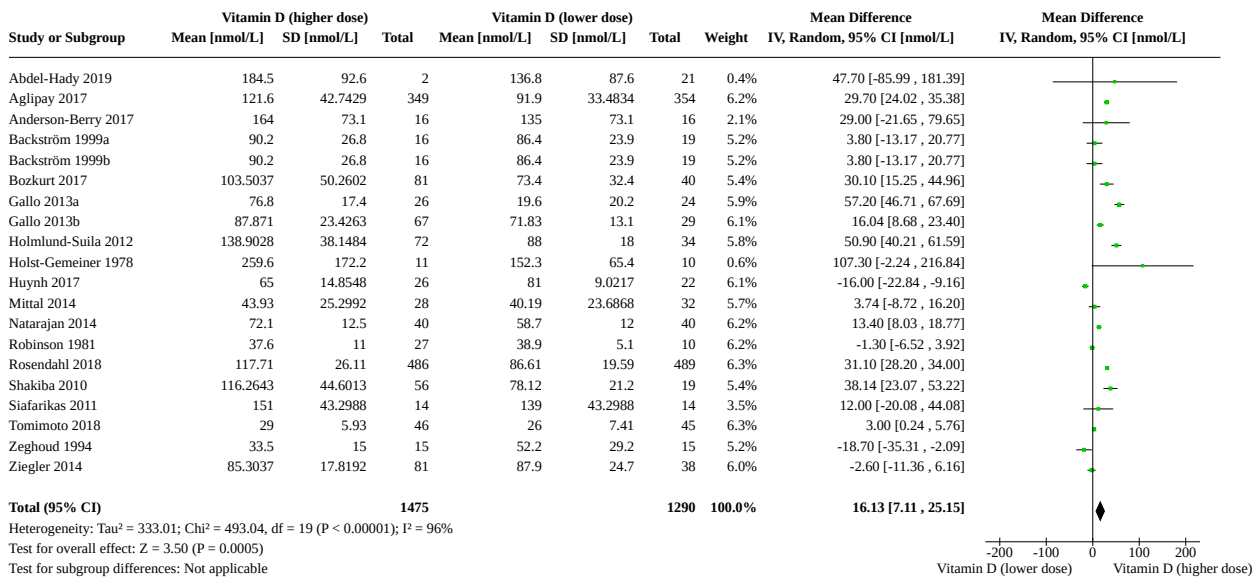 Vitamin D (higher dose) Vitamin D (lower dose) Mean Difference Mean Difference
Study or Subgroup Mean [nmol/L] SD [nmol/L] Total Mean [nmol/L] SD [nmol/L] Total Weight IV, Random, 95% CI [nmol/L] IV, Random, 95% CI [nmol/L]
Abdel-Hady 2019 184.5 92.6 2 136.8 87.6 21 0.4% 47.70 [-85.99 , 181.39]
Aglipay 2017 121.6 42.7429 349 91.9 33.4834 354 6.2% 29.70 [24.02 , 35.38]
Anderson-Berry 2017 164 73.1 16 135 73.1 16 2.1% 29.00 [-21.65 , 79.65]
Backström 1999a 90.2 26.8 16 86.4 23.9 19 5.2% 3.80 [-13.17 , 20.77]
Backström 1999b 90.2 26.8 16 86.4 23.9 19 5.2% 3.80 [-13.17 , 20.77]
Bozkurt 2017 103.5037 50.2602 81 73.4 32.4 40 5.4% 30.10 [15.25 , 44.96]
Gallo 2013a 76.8 17.4 26 19.6 20.2 24 5.9% 57.20 [46.71 , 67.69]
Gallo 2013b 87.871 23.4263 67 71.83 13.1 29 6.1% 16.04 [8.68 , 23.40]
Holmlund-Suila 2012 138.9028 38.1484 72 88 18 34 5.8% 50.90 [40.21 , 61.59]
Holst-Gemeiner 1978 259.6 172.2 11 152.3 65.4 10 0.6% 107.30 [-2.24 , 216.84]
Huynh 2017 65 14.8548 26 81 9.0217 22 6.1% -16.00 [-22.84 , -9.16]
Mittal 2014 43.93 25.2992 28 40.19 23.6868 32 5.7% 3.74 [-8.72 , 16.20]
Natarajan 2014 72.1 12.5 40 58.7 12 40 6.2% 13.40 [8.03 , 18.77]
Robinson 1981 37.6 11 27 38.9 5.1 10 6.2% -1.30 [-6.52 , 3.92]
Rosendahl 2018 117.71 26.11 486 86.61 19.59 489 6.3% 31.10 [28.20 , 34.00]
Shakiba 2010 116.2643 44.6013 56 78.12 21.2 19 5.4% 38.14 [23.07 , 53.22]
Siafarikas 2011 151 43.2988 14 139 43.2988 14 3.5% 12.00 [-20.08 , 44.08]
Tomimoto 2018 29 5.93 46 26 7.41 45 6.3% 3.00 [0.24 , 5.76]
Zeghoud 1994 33.5 15 15 52.2 29.2 15 5.2% -18.70 [-35.31 , -2.09]
Ziegler 2014 85.3037 17.8192 81 87.9 24.7 38 6.0% -2.60 [-11.36 , 6.16]
Total (95% CI) 1475 1290 100.0% 16.13 [7.11 , 25.15]
Heterogeneity: Tau² = 333.01; Chi² = 493.04, df = 19 (P < 0.00001); I² = 96%
Test for overall effect: Z = 3.50 (P = 0.0005) -200 -100 0 100 200
Test for subgroup differences: Not applicable Vitamin D (lower dose) Vitamin D (higher dose)